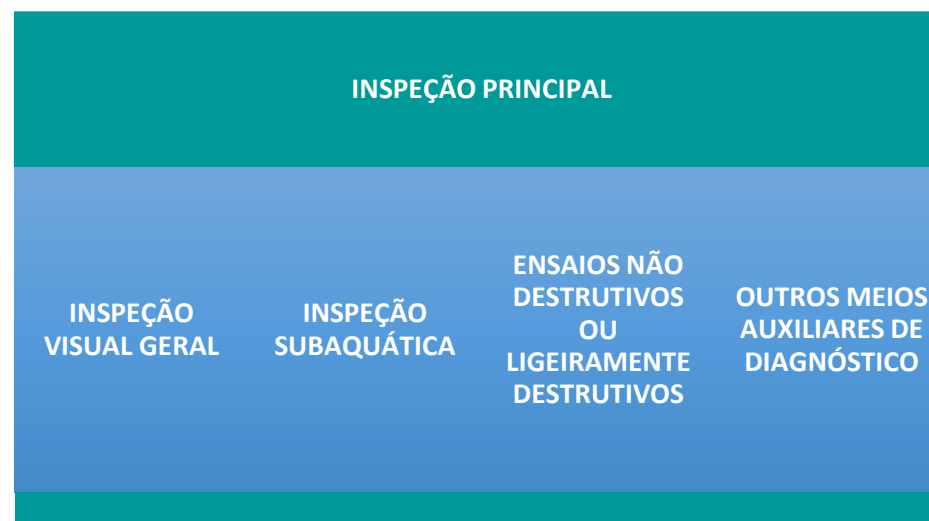 INSPEÇÃO PRINCIPAL
INSPEÇÃO
VISUAL GERAL
INSPEÇÃO
SUBAQUÁTICA
ENSAIOS NÃO
DESTRUTIVOS
OU
LIGEIRAMENTE
DESTRUTIVOS
OUTROS MEIOS
AUXILIARES DE
DIAGNÓSTICO